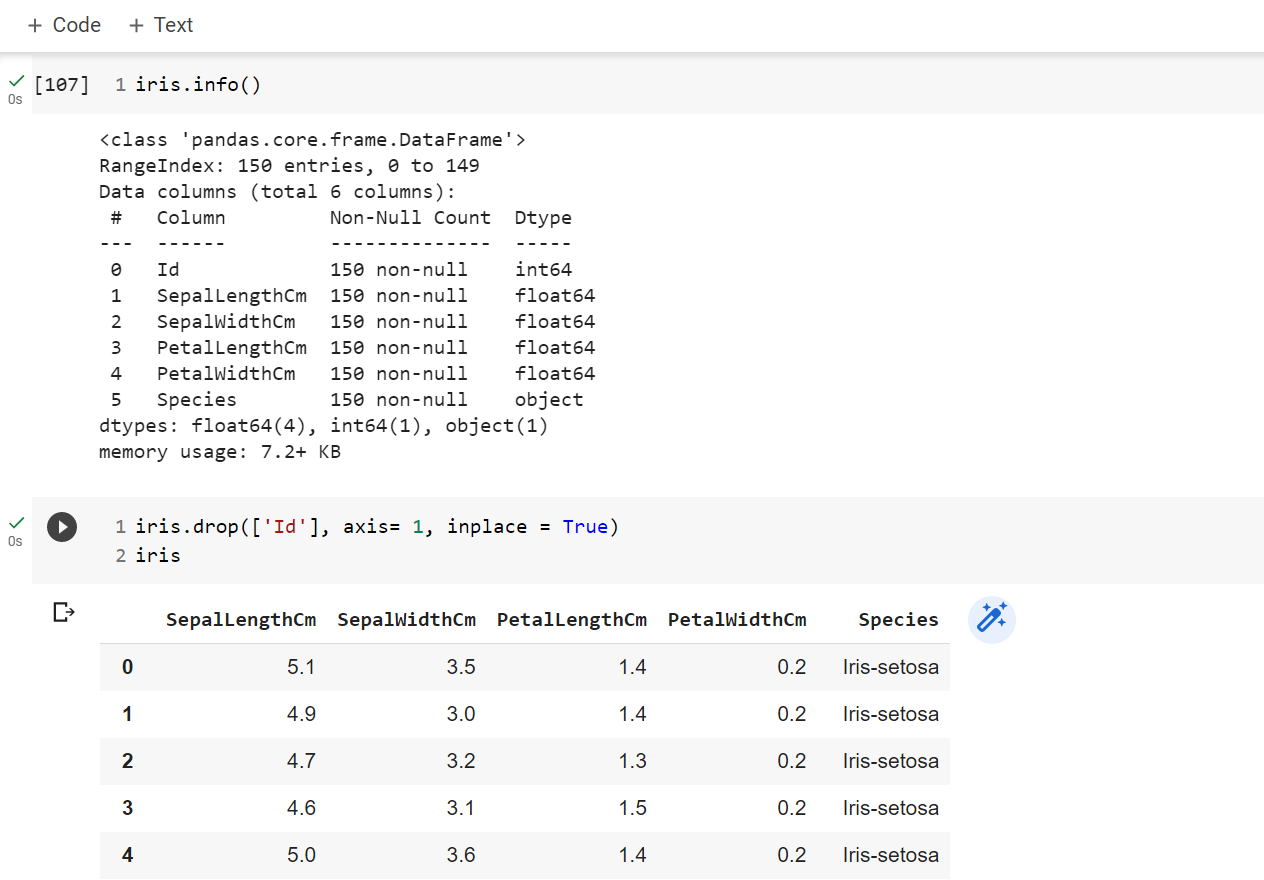 + Code + Text
[107] 1 iris.info()
0s
<class 'pandas.core.frame.DataFrame'>
RangeIndex: 150 entries, 0 to 149
Data columns (total 6 columns):
 #   Column         Non-Null Count  Dtype
---  ------         --------------  -----
 0   Id             150 non-null    int64
 1   SepalLengthCm  150 non-null    float64
 2   SepalWidthCm   150 non-null    float64
 3   PetalLengthCm  150 non-null    float64
 4   PetalWidthCm   150 non-null    float64
 5   Species        150 non-null    object
dtypes: float64(4), int64(1), object(1)
memory usage: 7.2+ KB
1 iris.drop(['Id'], axis= 1, inplace = True)
0s
2 iris
SepalLengthCm SepalWidthCm PetalLengthCm PetalWidthCm Species
0 5.1 3.5 1.4 0.2 Iris-setosa
1 4.9 3.0 1.4 0.2 Iris-setosa
2 4.7 3.2 1.3 0.2 Iris-setosa
3 4.6 3.1 1.5 0.2 Iris-setosa
4 5.0 3.6 1.4 0.2 Iris-setosa